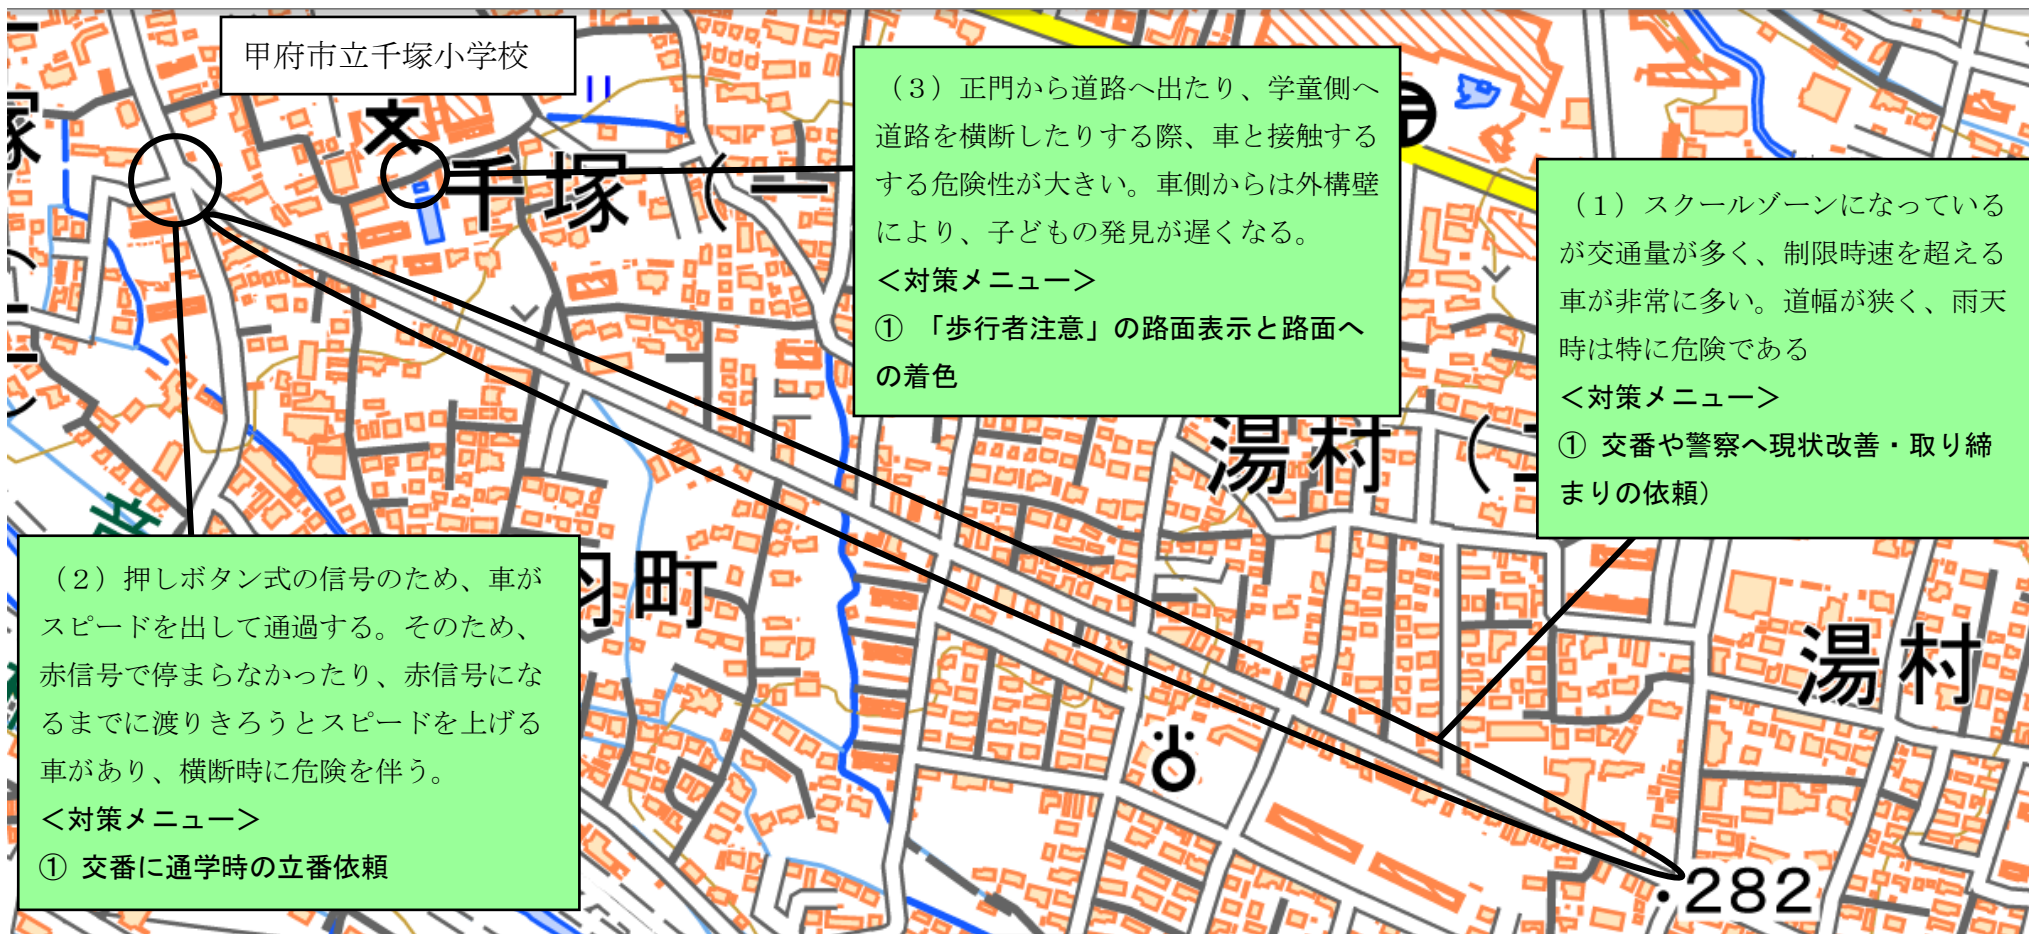 甲府市立千塚小学校
（３）正門から道路へ出たり、学童側へ
道路を横断したりする際、車と接触する
する危険性が大きい。車側からは外構壁
により、子どもの発見が遅くなる。
＜対策メニュー＞
① 「歩行者注意」の路面表示と路面へ
の着色
（１）スクールゾーンになっている
が交通量が多く、制限時速を超える
車が非常に多い。道幅が狭く、雨天
時は特に危険である
＜対策メニュー＞
① 交番や警察へ現状改善・取り締
まりの依頼）
（２）押しボタン式の信号のため、車が
スピードを出して通過する。そのため、
赤信号で停まらなかったり、赤信号にな
るまでに渡りきろうとスピードを上げる
車があり、横断時に危険を伴う。
＜対策メニュー＞
① 交番に通学時の立番依頼
千塚（一
塚
湯村（
町
湯村
・282